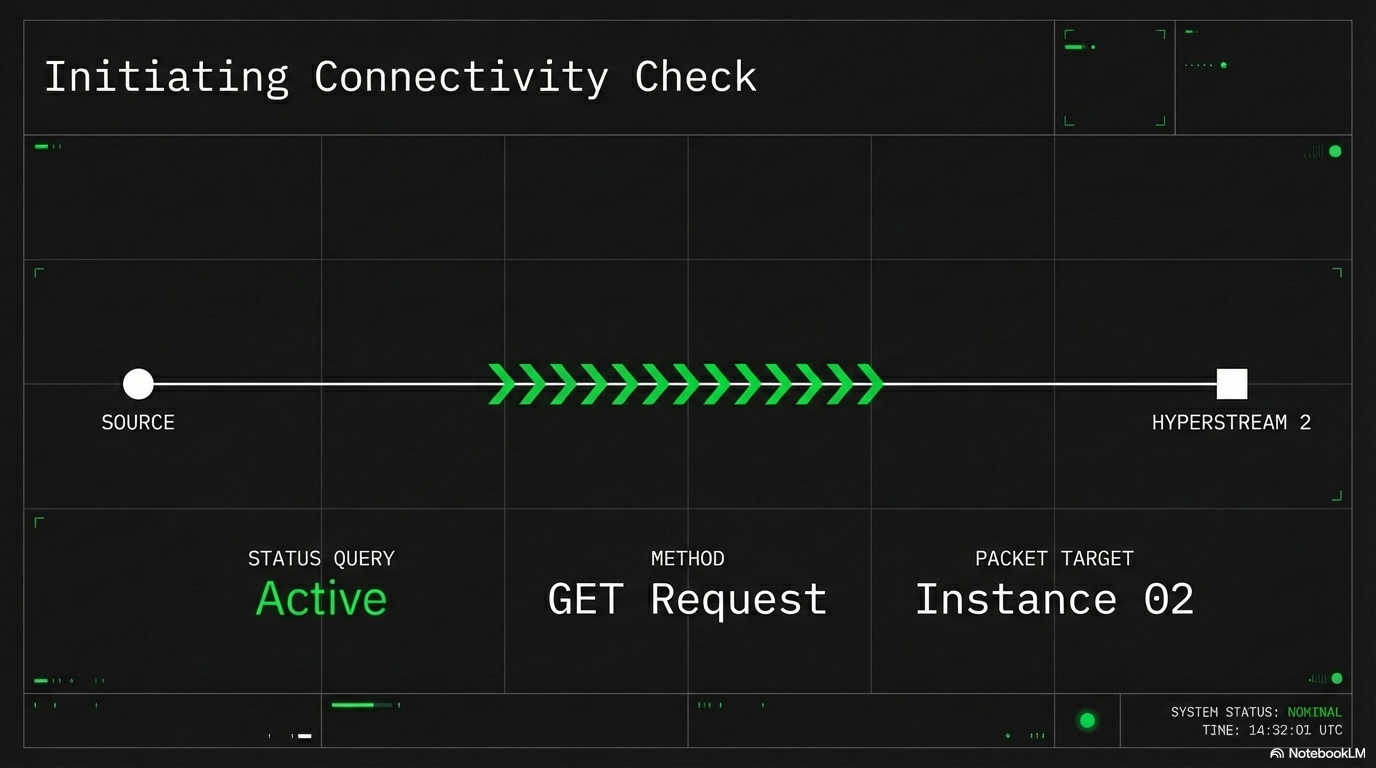 Initiating Connectivity Check
SOURCE
HYPERSTREAM 2
STATUS QUERY
Active
METHOD
GET Request
PACKET TARGET
Instance 02
SYSTEM STATUS: NOMINAL
TIME: 14:32:01 UTC
NotebookLM